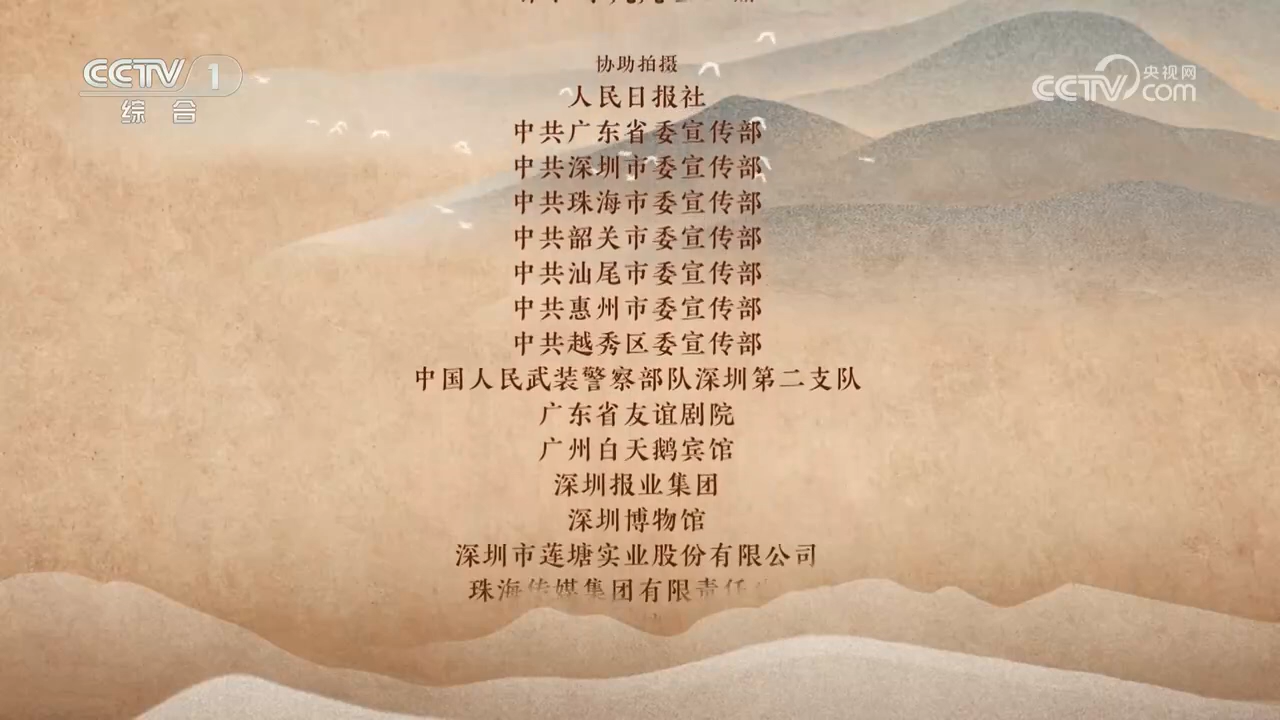 CCTV 1
综合
央视网
CCTV.com
协助拍摄
人民日报社
中共广东省委宣传部
中共深圳市委宣传部
中共珠海市委宣传部
中共韶关市委宣传部
中共汕尾市委宣传部
中共惠州市委宣传部
中共越秀区委宣传部
中国人民武装警察部队深圳第二支队
广东省友谊剧院
广州白天鹅宾馆
深圳报业集团
深圳博物馆
深圳市莲塘实业股份有限公司
珠海传媒集团有限责任